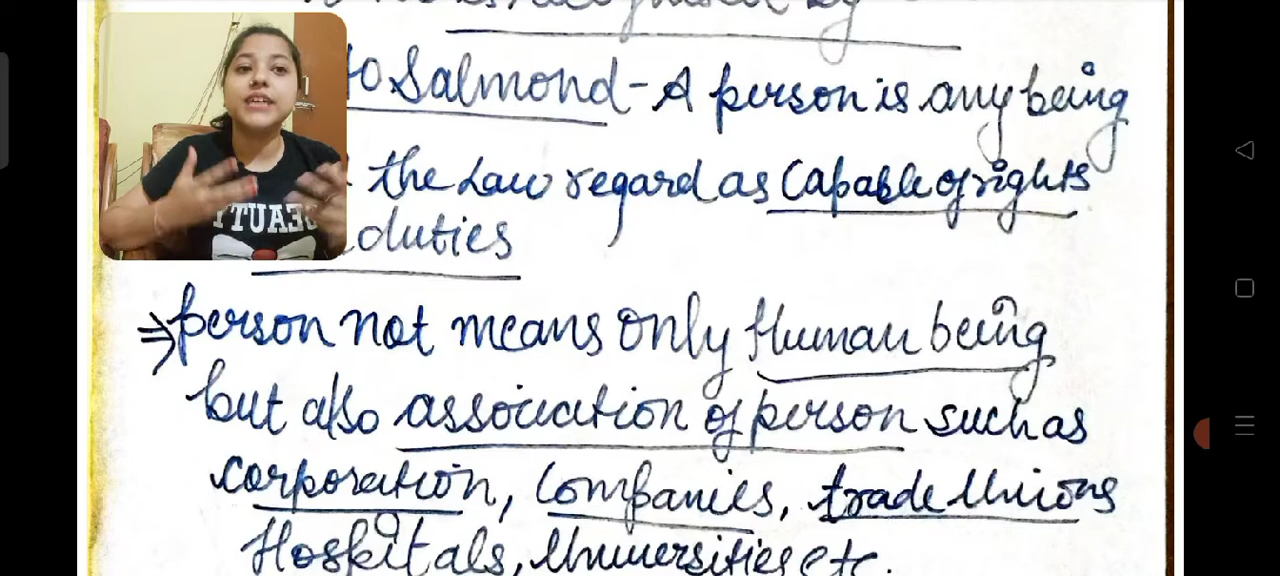 to Salmond - A person is any being
the Law regard as Capable of rights
duties
⇒ person not means only Human being
but also association of person such as
corporation, Companies, trade Unions
Hospitals, Universities etc.